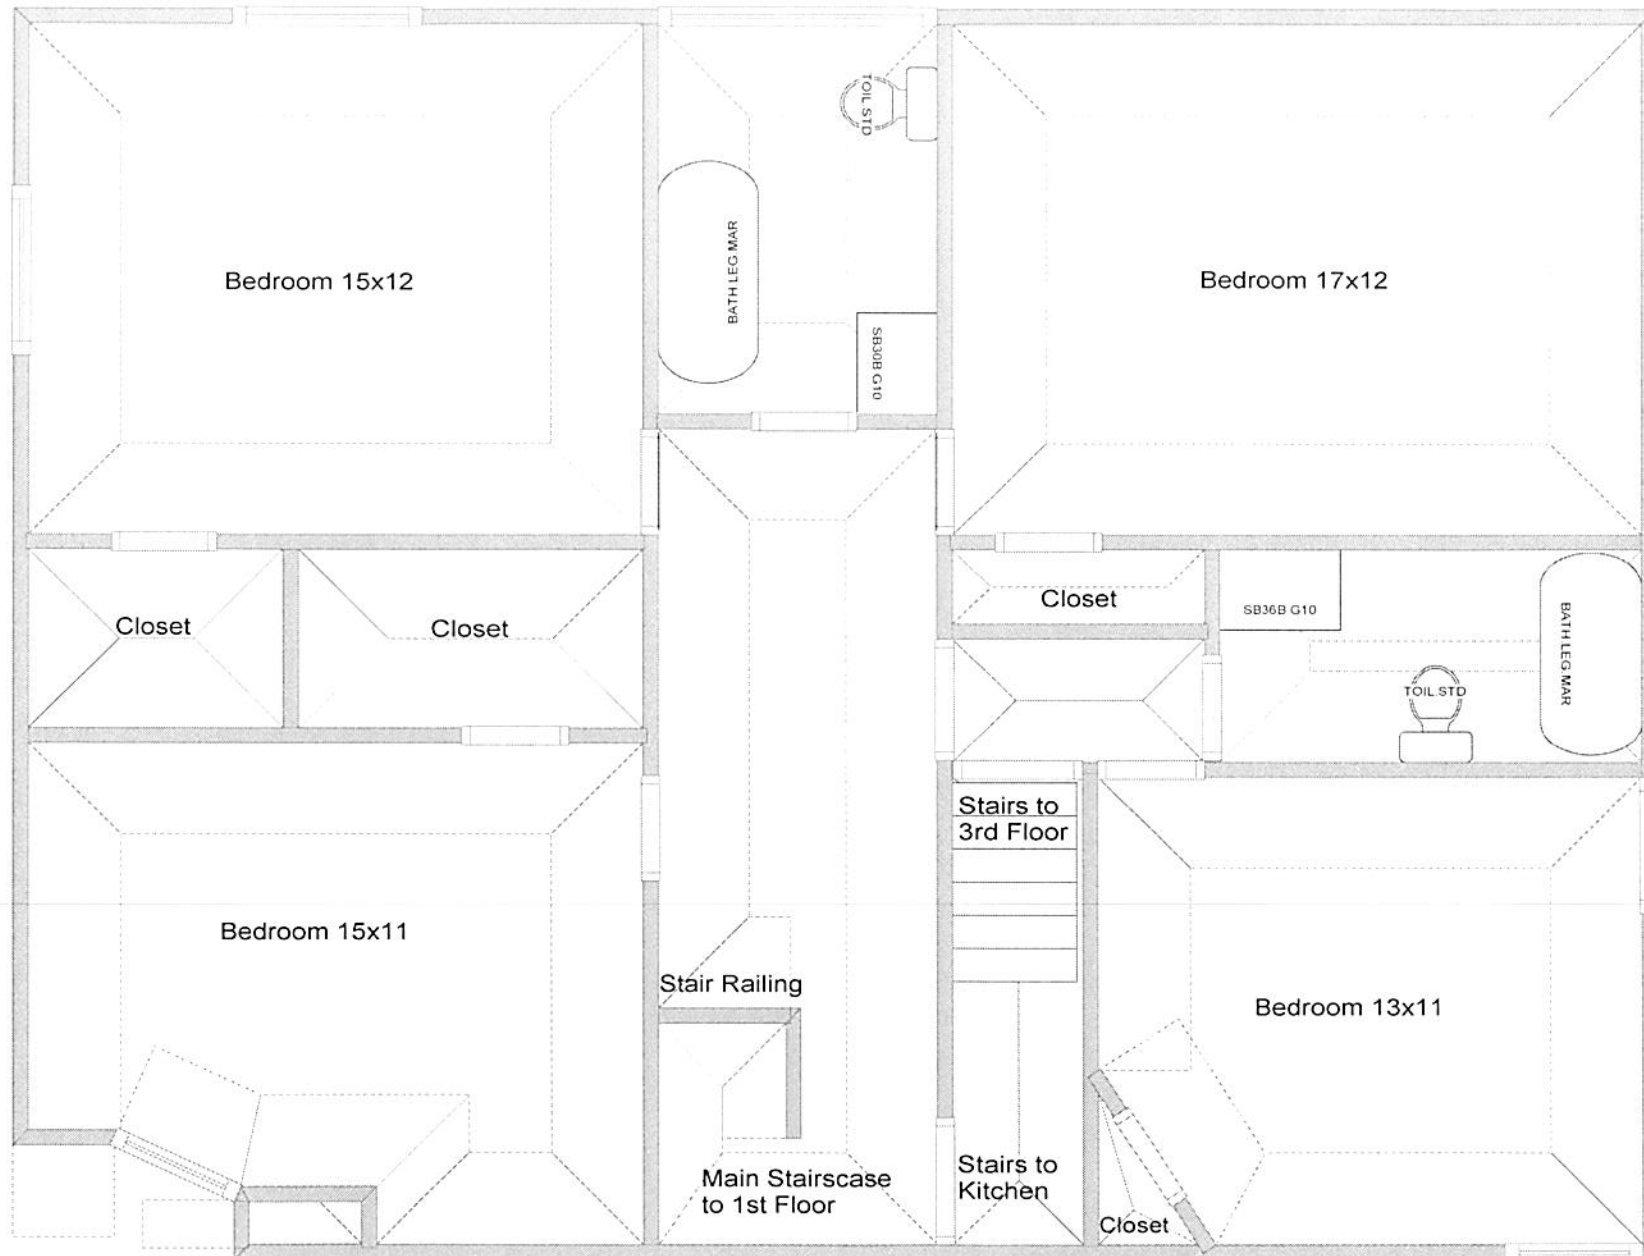 TOIL.STD
Bedroom 15x12
BATH LEG.MAR
Bedroom 17x12
SB30B G10
Closet
Closet
Closet
SB36B G10
BATH LEG.MAR
TOIL.STD
Stairs to
3rd Floor
Bedroom 15x11
Stair Railing
Bedroom 13x11
Main Stairscase
to 1st Floor
Stairs to
Kitchen
Closet